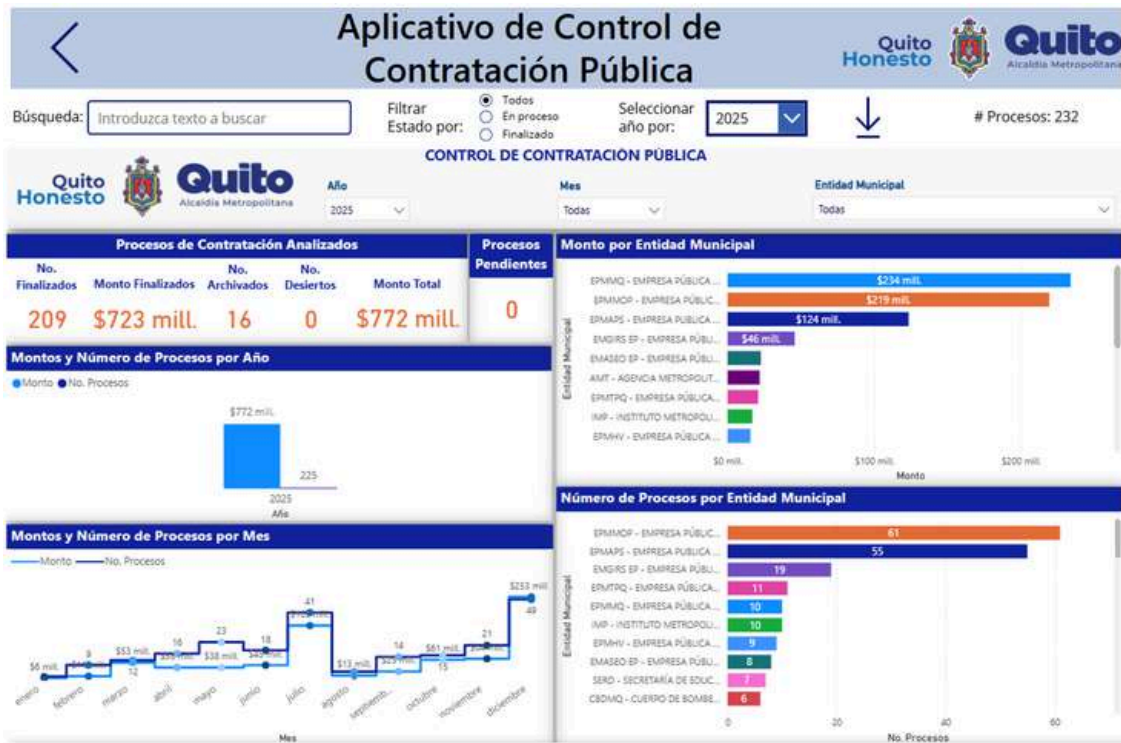 Aplicativo de Control de
Contratación Pública
Quito
Honesto
Quito
Alcaldía Metropolitana
Búsqueda:
Introduzca texto a buscar
Filtrar
Estado por:
Todos
En proceso
Finalizado
Seleccionar
año por:
2025
# Procesos: 232
CONTROL DE CONTRATACIÓN PÚBLICA
Quito
Honesto
Quito
Alcaldía Metropolitana
Año
2025
Mes
Todas
Entidad Municipal
Todas
Procesos de Contratación Analizados
No.
Finalizados
Monto Finalizados
No.
Archivados
No.
Desiertos
Monto Total
209
$723 mill.
16
0
$772 mill.
Procesos
Pendientes
0
Montos y Número de Procesos por Año
Monto
No. Procesos
$772 mill.
225
2025
Año
Montos y Número de Procesos por Mes
Monto
No. Procesos
$6 mill.
9
$53 mill.
12
16
23
$38 mill.
18
41
$13 mill.
14
$61 mill.
15
21
$253 mill.
49
enero
febrero
marzo
abril
mayo
junio
julio
agosto
septiemb...
octubre
noviembre
diciembre
Mes
Monto por Entidad Municipal
Entidad Municipal
EPMMQ - EMPRESA PÚBLICA ...
$234 mill.
EPMMOP - EMPRESA PÚBLIC...
$219 mill.
EPMAPS - EMPRESA PUBLICA ...
$124 mill.
EMGIRS EP - EMPRESA PÚBLI...
$46 mill.
EMASEO EP - EMPRESA PÚBLI...
AMT - AGENCIA METROPOLIT...
EPMTPQ - EMPRESA PÚBLICA...
IMP - INSTITUTO METROPOLI...
EPMHV - EMPRESA PÚBLICA ...
$0 mill.
$100 mill.
$200 mill.
Monto
Número de Procesos por Entidad Municipal
Entidad Municipal
EPMMOP - EMPRESA PÚBLIC...
61
EPMAPS - EMPRESA PUBLICA ...
55
EMGIRS EP - EMPRESA PÚBLI...
19
EPMTPQ - EMPRESA PÚBLICA...
11
EPMMQ - EMPRESA PÚBLICA ...
10
IMP - INSTITUTO METROPOLI...
10
EPMHV - EMPRESA PÚBLICA ...
9
EMASEO EP - EMPRESA PÚBLI...
8
SERD - SECRETARÍA DE EDUC...
7
CBDMQ - CUERPO DE BOMBE...
6
0
20
40
60
No. Procesos